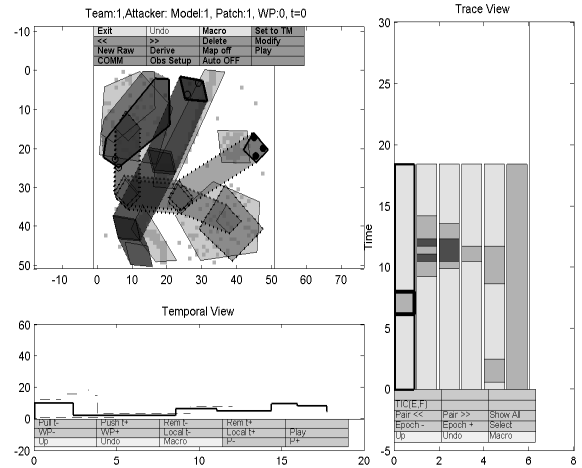 Team:1,Attacker: Model:1, Patch:1, WP:0, t=0
Exit Undo Macro Set to TM
<< >> Delete Modify
New Raw Derive Map off Play
COMM Obs Setup Auto OFF
-10
0
10
20
30
40
50
-10 0 10 20 30 40 50 60 70
Temporal View
60
40
20
0
Pull t- Push t+ Rem t- Rem t+
WP- WP+ Local t- Local t+ Play
Up Undo Macro P- P+
0 5 10 15 20
Trace View
30
25
20
15
10
5
0
Time
TIC(E,F)
Pair << Pair >> Show All
Epoch - Epoch + Select
Up Undo Macro
0 2 4 6 8